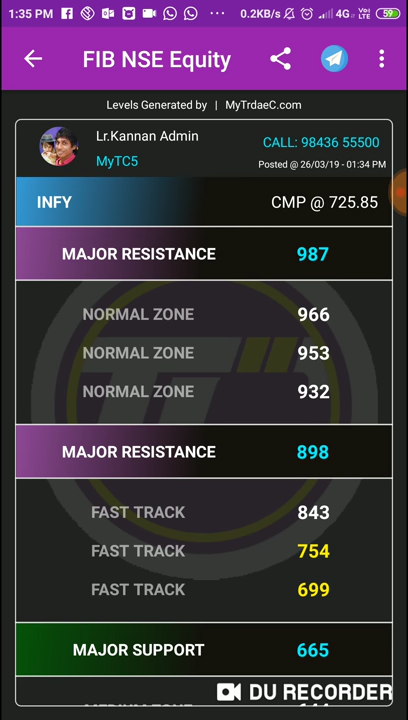 1:35 PM 0.2KB/s 4G Vo) LTE 59
FIB NSE Equity
Levels Generated by | MyTrdaeC.com
Lr.Kannan Admin
CALL: 98436 55500
MyTC5
Posted @ 26/03/19 - 01:34 PM
INFY CMP @ 725.85
MAJOR RESISTANCE 987
NORMAL ZONE 966
NORMAL ZONE 953
NORMAL ZONE 932
MAJOR RESISTANCE 898
FAST TRACK 843
FAST TRACK 754
FAST TRACK 699
MAJOR SUPPORT 665
DU RECORDER